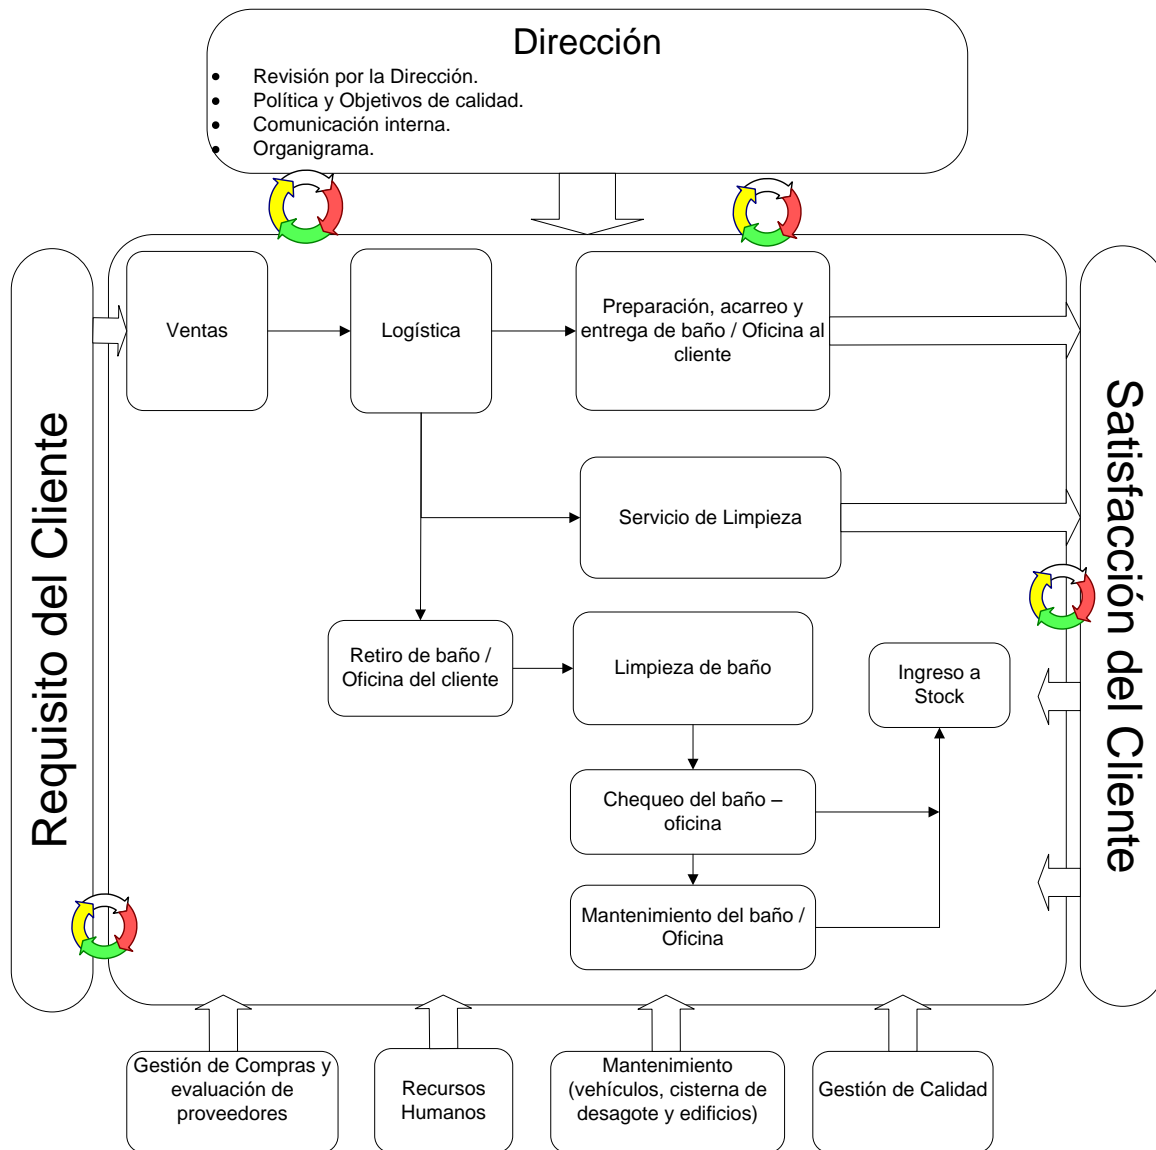 Dirección
• Revisión por la Dirección.
• Política y Objetivos de calidad.
• Comunicación interna.
• Organigrama.
Requisito del Cliente
Ventas
Logística
Preparación, acarreo y
entrega de baño / Oficina al
cliente
Servicio de Limpieza
Retiro de baño /
Oficina del cliente
Limpieza de baño
Ingreso a
Stock
Chequeo del baño –
oficina
Mantenimiento del baño /
Oficina
Satisfacción del Cliente
Gestión de Compras y
evaluación de
proveedores
Recursos
Humanos
Mantenimiento
(vehículos, cisterna de
desagote y edificios)
Gestión de Calidad